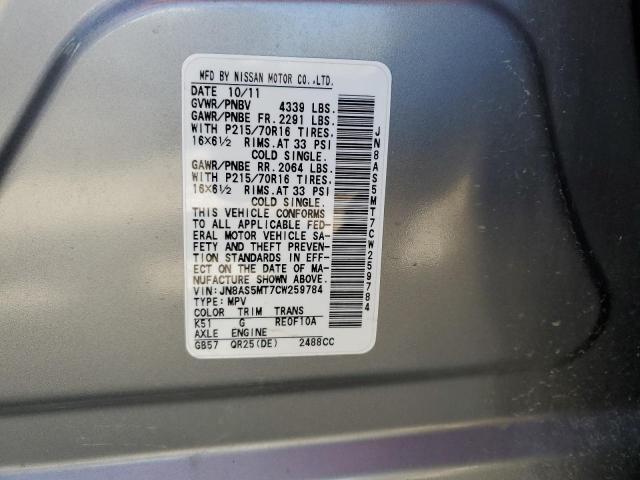 MFD BY NISSAN MOTOR CO.,LTD.
DATE 10/11
GVWR/PNBV 4339 LBS.
GAWR/PNBE FR.2291 LBS.
WITH P215/70R16 TIRES.
16X6½ RIMS.AT 33 PSI
COLD SINGLE.
GAWR/PNBE RR.2064 LBS.
WITH P215/70R16 TIRES.
16X6½ RIMS.AT 33 PSI
COLD SINGLE.
THIS VEHICLE CONFORMS
TO ALL APPLICABLE FED-
ERAL MOTOR VEHICLE SA-
FETY AND THEFT PREVEN-
TION STANDARDS IN EFF-
ECT ON THE DATE OF MA-
NUFACTURE SHOWN ABOVE.
VIN:JN8AS5MT7CW259784
TYPE:MPV
COLOR TRIM TRANS
K51 G RE0F10A
AXLE ENGINE
GB57 QR25(DE) 2488CC
JN8AS5MT7CW259784